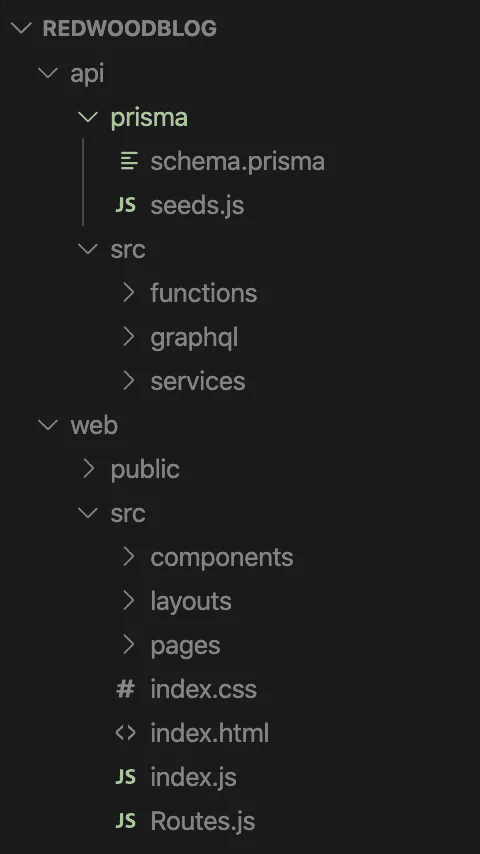 REDWOODBLOG
api
prisma
schema.prisma
JS seeds.js
src
functions
graphql
services
web
public
src
components
layouts
pages
# index.css
<> index.html
JS index.js
JS Routes.js